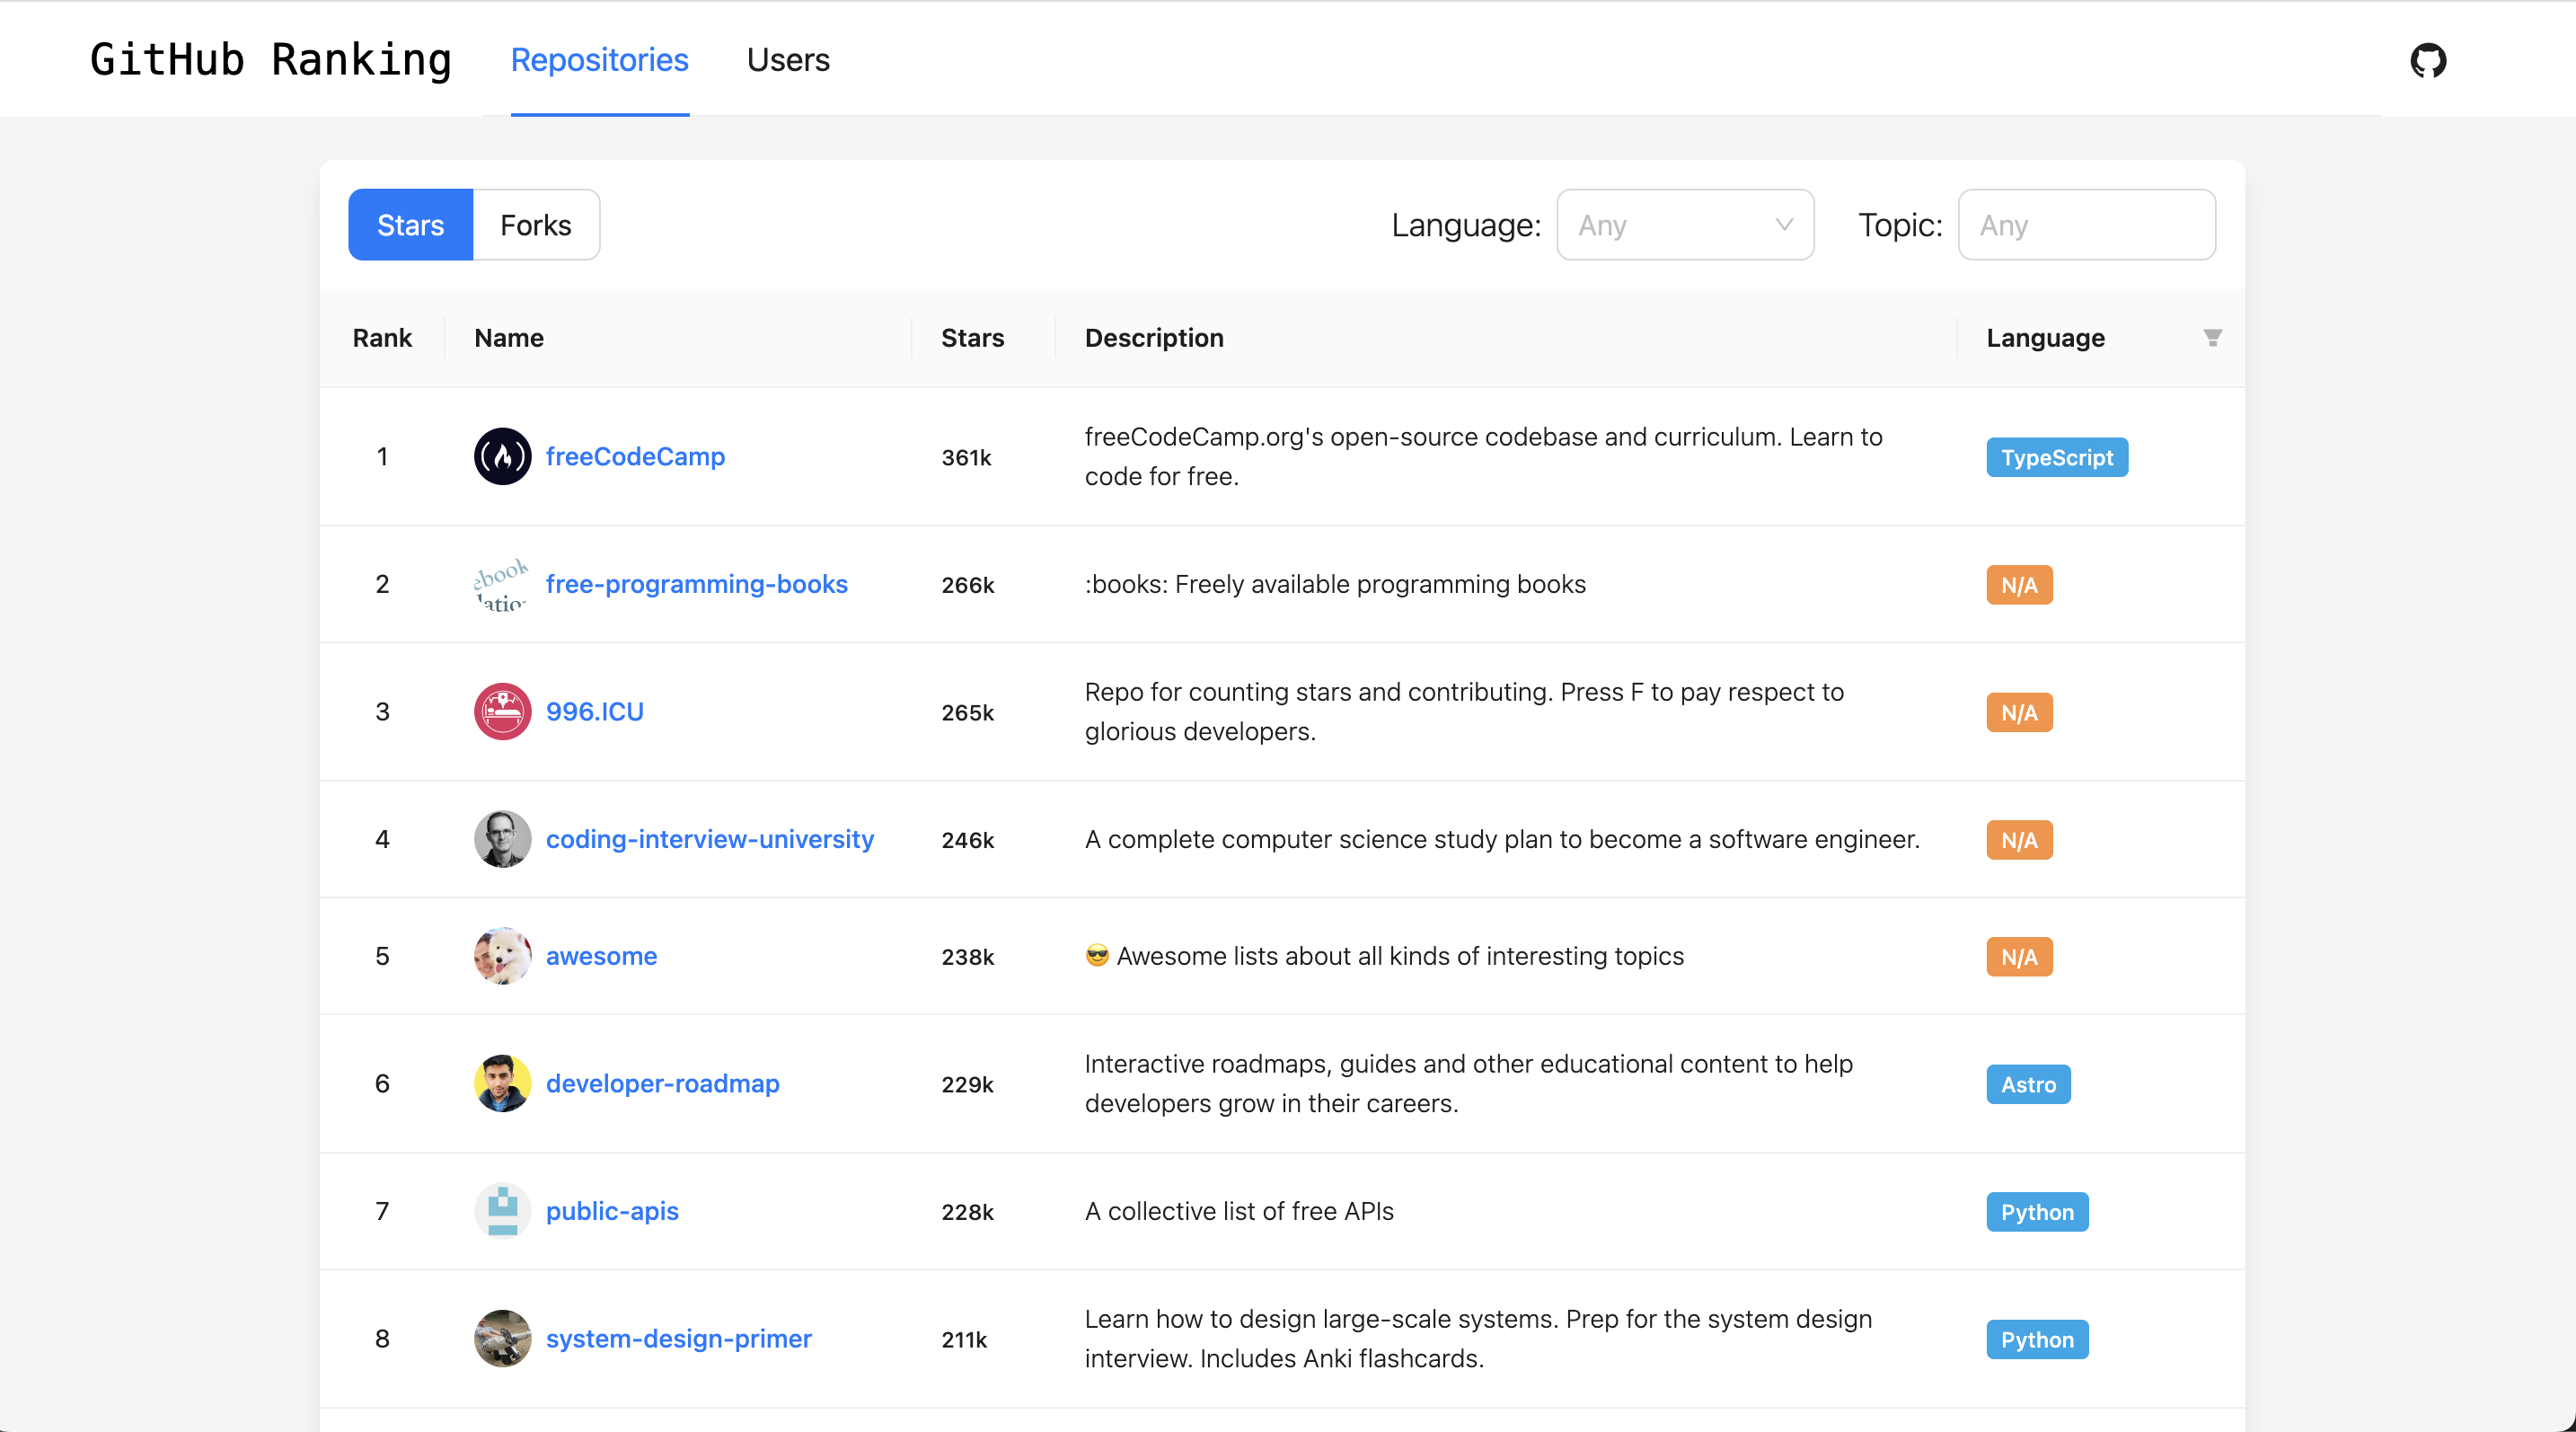 GitHub Ranking Repositories Users
Stars Forks Language: Any Topic: Any
Rank Name Stars Description Language
1 freeCodeCamp 361k freeCodeCamp.org's open-source codebase and curriculum. Learn to
code for free. TypeScript
ebook
lation
2 free-programming-books 266k :books: Freely available programming books N/A
3 996.ICU 265k Repo for counting stars and contributing. Press F to pay respect to
glorious developers. N/A
4 coding-interview-university 246k A complete computer science study plan to become a software engineer. N/A
5 awesome 238k 😎 Awesome lists about all kinds of interesting topics N/A
6 developer-roadmap 229k Interactive roadmaps, guides and other educational content to help
developers grow in their careers. Astro
7 public-apis 228k A collective list of free APIs Python
8 system-design-primer 211k Learn how to design large-scale systems. Prep for the system design
interview. Includes Anki flashcards. Python